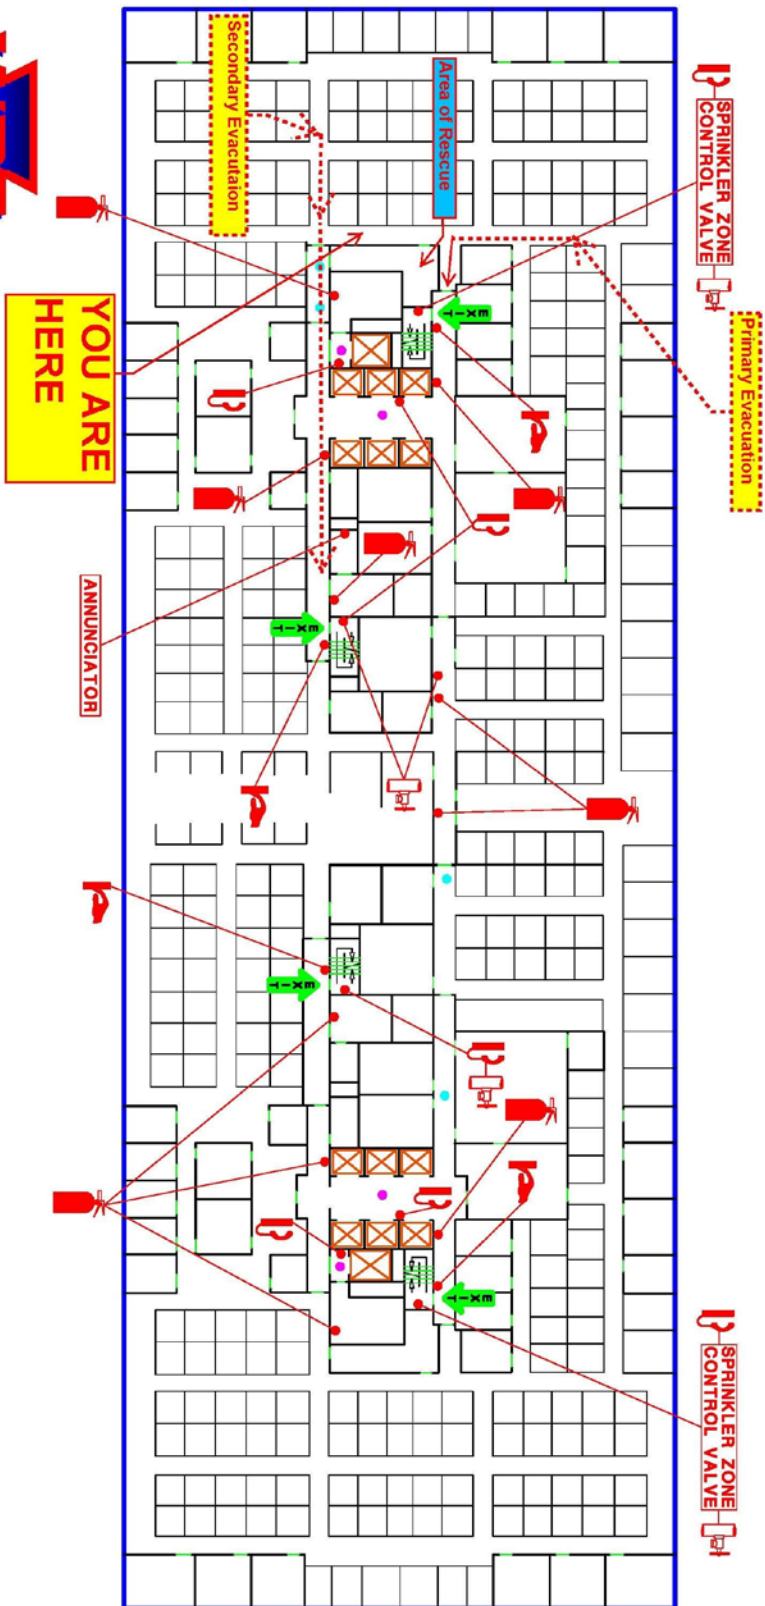 SPRINKLER ZONE
CONTROL VALVE
Secondary Evacutaion
Area of Rescue
Primary Evacuation
YOU ARE
HERE
EXIT
EXIT
ANNUNCIATOR
EXIT
EXIT
SPRINKLER ZONE
CONTROL VALVE